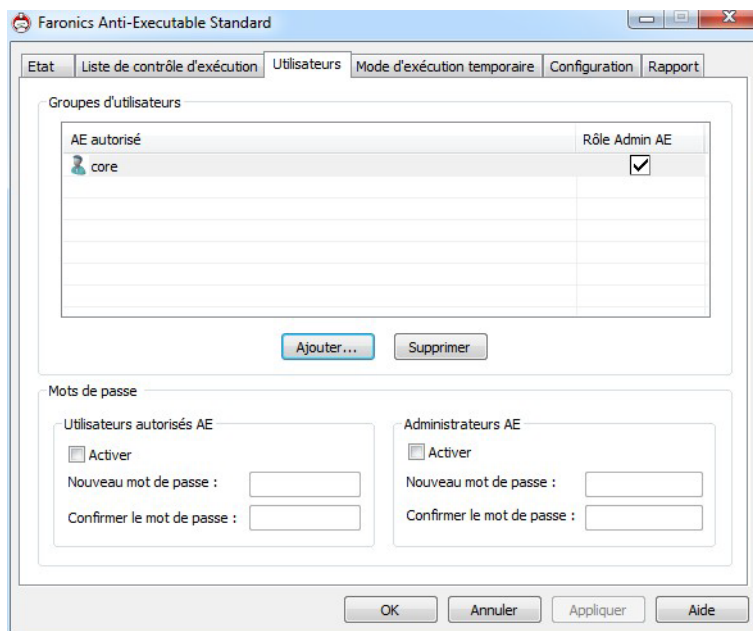 Faronics Anti-Executable Standard
Etat Liste de contrôle d'exécution Utilisateurs Mode d'exécution temporaire Configuration Rapport
Groupes d'utilisateurs
AE autorisé Rôle Admin AE
core
Ajouter... Supprimer
Mots de passe
Utilisateurs autorisés AE Administrateurs AE
Activer Activer
Nouveau mot de passe : Nouveau mot de passe :
Confirmer le mot de passe : Confirmer le mot de passe :
OK Annuler Appliquer Aide